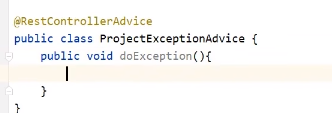 @RestControllerAdvice
public class ProjectExceptionAdvice {
    public void doException(){

    }
}